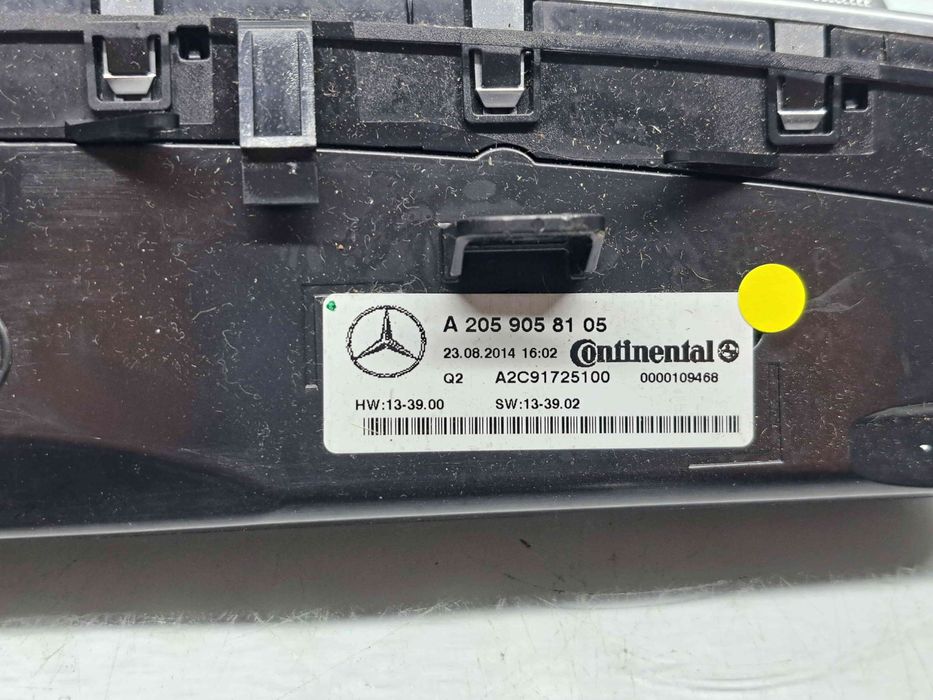 A 205 905 81 05
23.08.2014 16:02 Continental
Q2 A2C91725100 0000109468
HW:13-39.00 SW:13-39.02